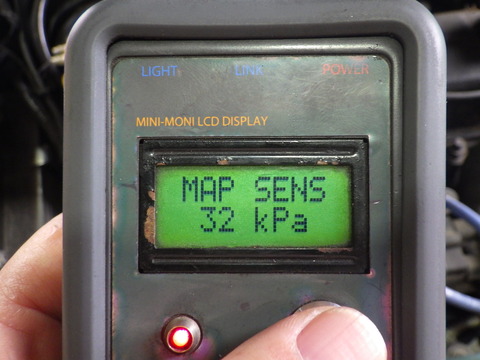 LIGHT LINK POWER
MINI-MONI LCD DISPLAY
MAP SENS
32 kPa